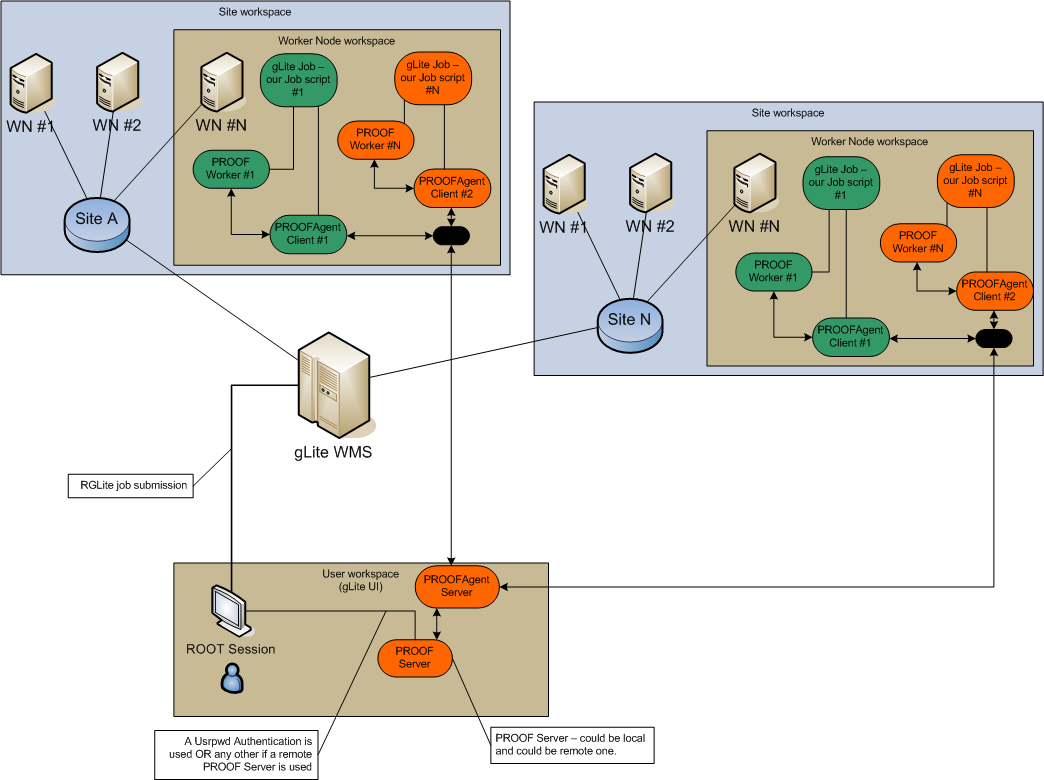 Site workspace
Worker Node workspace
WN #1
WN #2
WN #N
gLite Job –
our Job script
#1
gLite Job –
our Job script
#N
PROOF
Worker #N
PROOF
Worker #1
PROOFAgent
Client #2
PROOFAgent
Client #1
Site A
Site workspace
Worker Node workspace
WN #1
WN #2
WN #N
gLite Job –
our Job script
#1
gLite Job –
our Job script
#N
PROOF
Worker #N
PROOF
Worker #1
PROOFAgent
Client #2
PROOFAgent
Client #1
Site N
gLite WMS
RGLite job submission
User workspace
(gLite UI)
PROOFAgent
Server
ROOT Session
PROOF
Server
A Usrpwd Authentication is
used OR any other if a remote
PROOF Server is used
PROOF Server – could be local
and could be remote one.